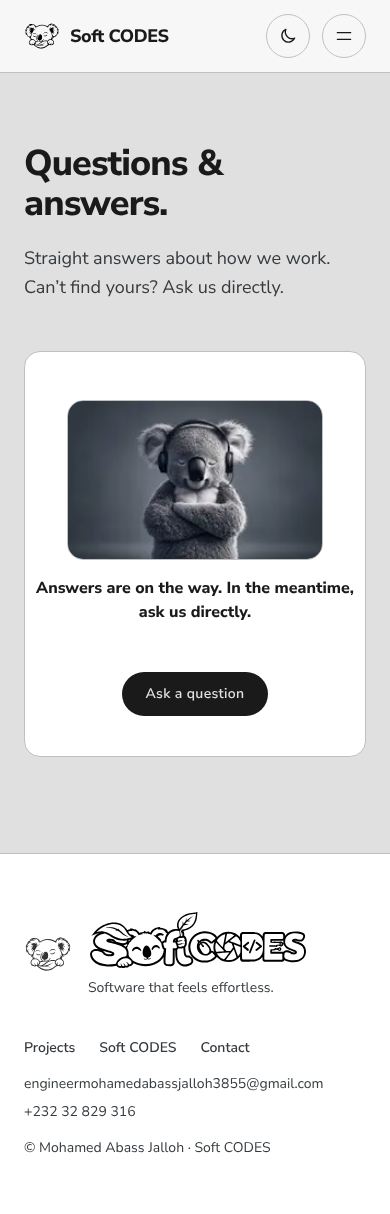 Soft CODES
Questions &
answers.
Straight answers about how we work.
Can’t find yours? Ask us directly.
Answers are on the way. In the meantime,
ask us directly.
Ask a question
SoftCODES
Software that feels effortless.
Projects Soft CODES Contact
engineermohamedabassjalloh3855@gmail.com
+232 32 829 316
© Mohamed Abass Jalloh · Soft CODES